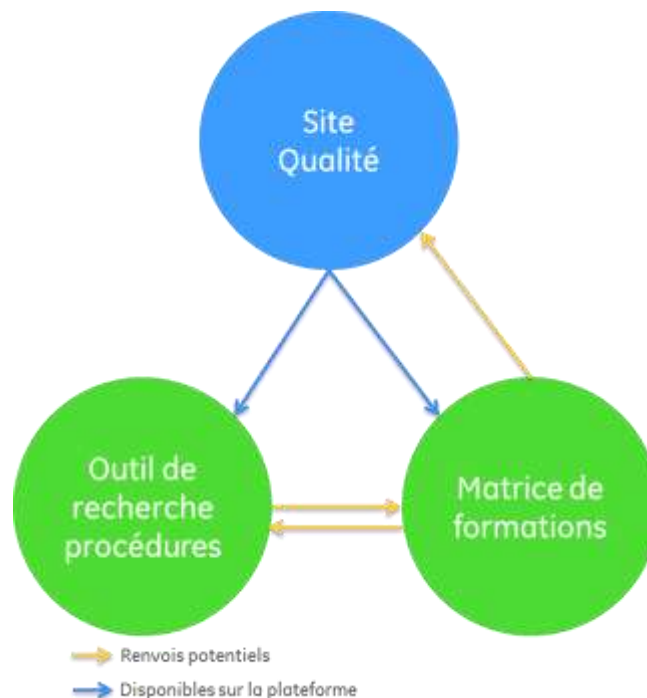 Site
Qualité
Outil de
recherche
procédures
Matrice de
formations
Renvois potentiels
Disponibles sur la plateforme